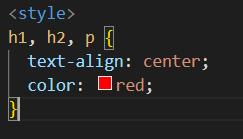 <style>
h1, h2, p {
  text-align: center;
  color: red;
}